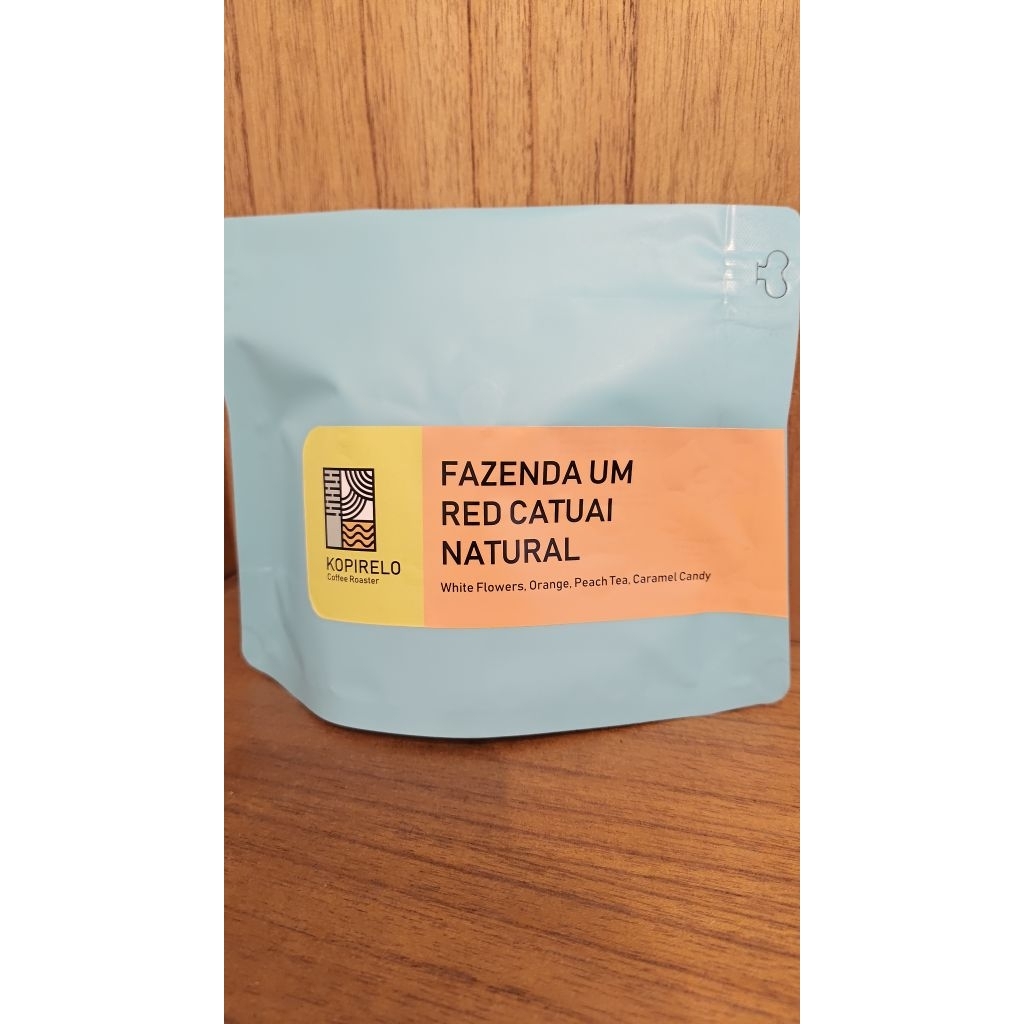 FAZENDA UM
RED CATUAI
NATURAL
White Flowers, Orange, Peach Tea, Caramel Candy
KOPIRELO
Coffee Roaster